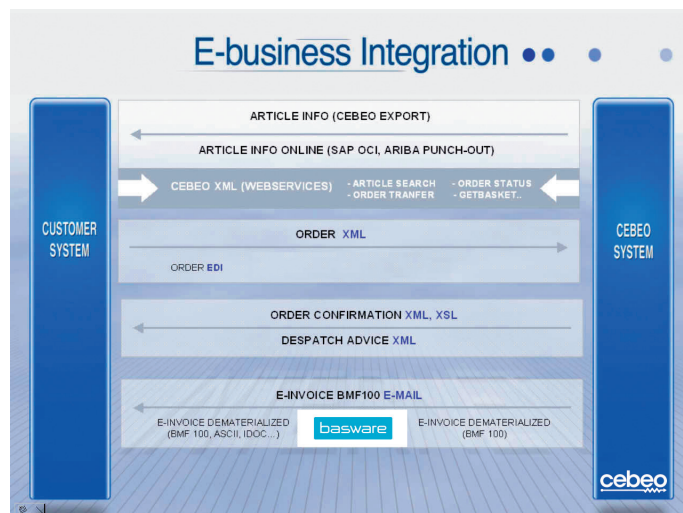 E-business Integration
ARTICLE INFO (CEBEO EXPORT)
ARTICLE INFO ONLINE (SAP OCI, ARIBA PUNCH-OUT)
CEBEO XML (WEBSERVICES)
- ARTICLE SEARCH
- ORDER TRANFER
- ORDER STATUS
- GETBASKET..
CUSTOMER
SYSTEM
CEBEO
SYSTEM
ORDER XML
ORDER EDI
ORDER CONFIRMATION XML, XSL
DESPATCH ADVICE XML
E-INVOICE BMF100 E-MAIL
E-INVOICE DEMATERIALIZED
(BMF 100, ASCII, IDOC...)
basware
E-INVOICE DEMATERIALIZED
(BMF 100)
cebeo